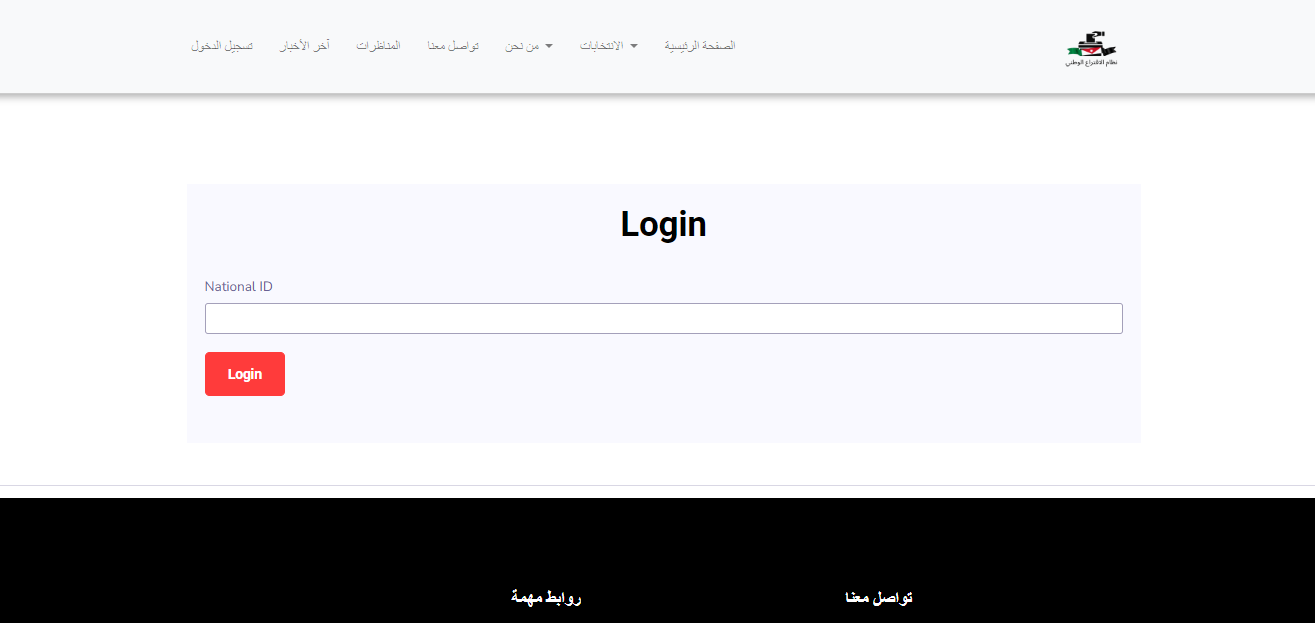 نظام الاقتراع الوطني
الصفحة الرئيسية
الانتخابات
من نحن
تواصل معنا
المناظرات
آخر الأخبار
تسجيل الدخول
Login
National ID
Login
تواصل معنا
روابط مهمة